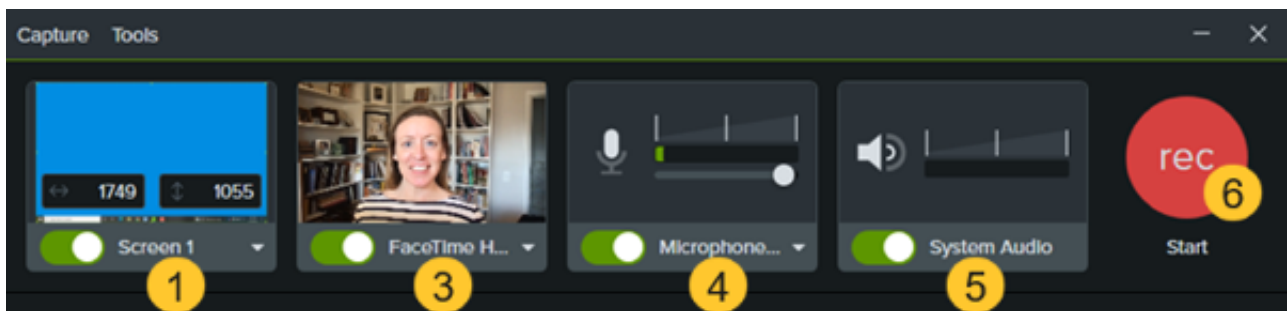 Capture Tools
1749 1055
rec
6
Screen 1 FaceTime H... Microphone... System Audio Start
1 3 4 5